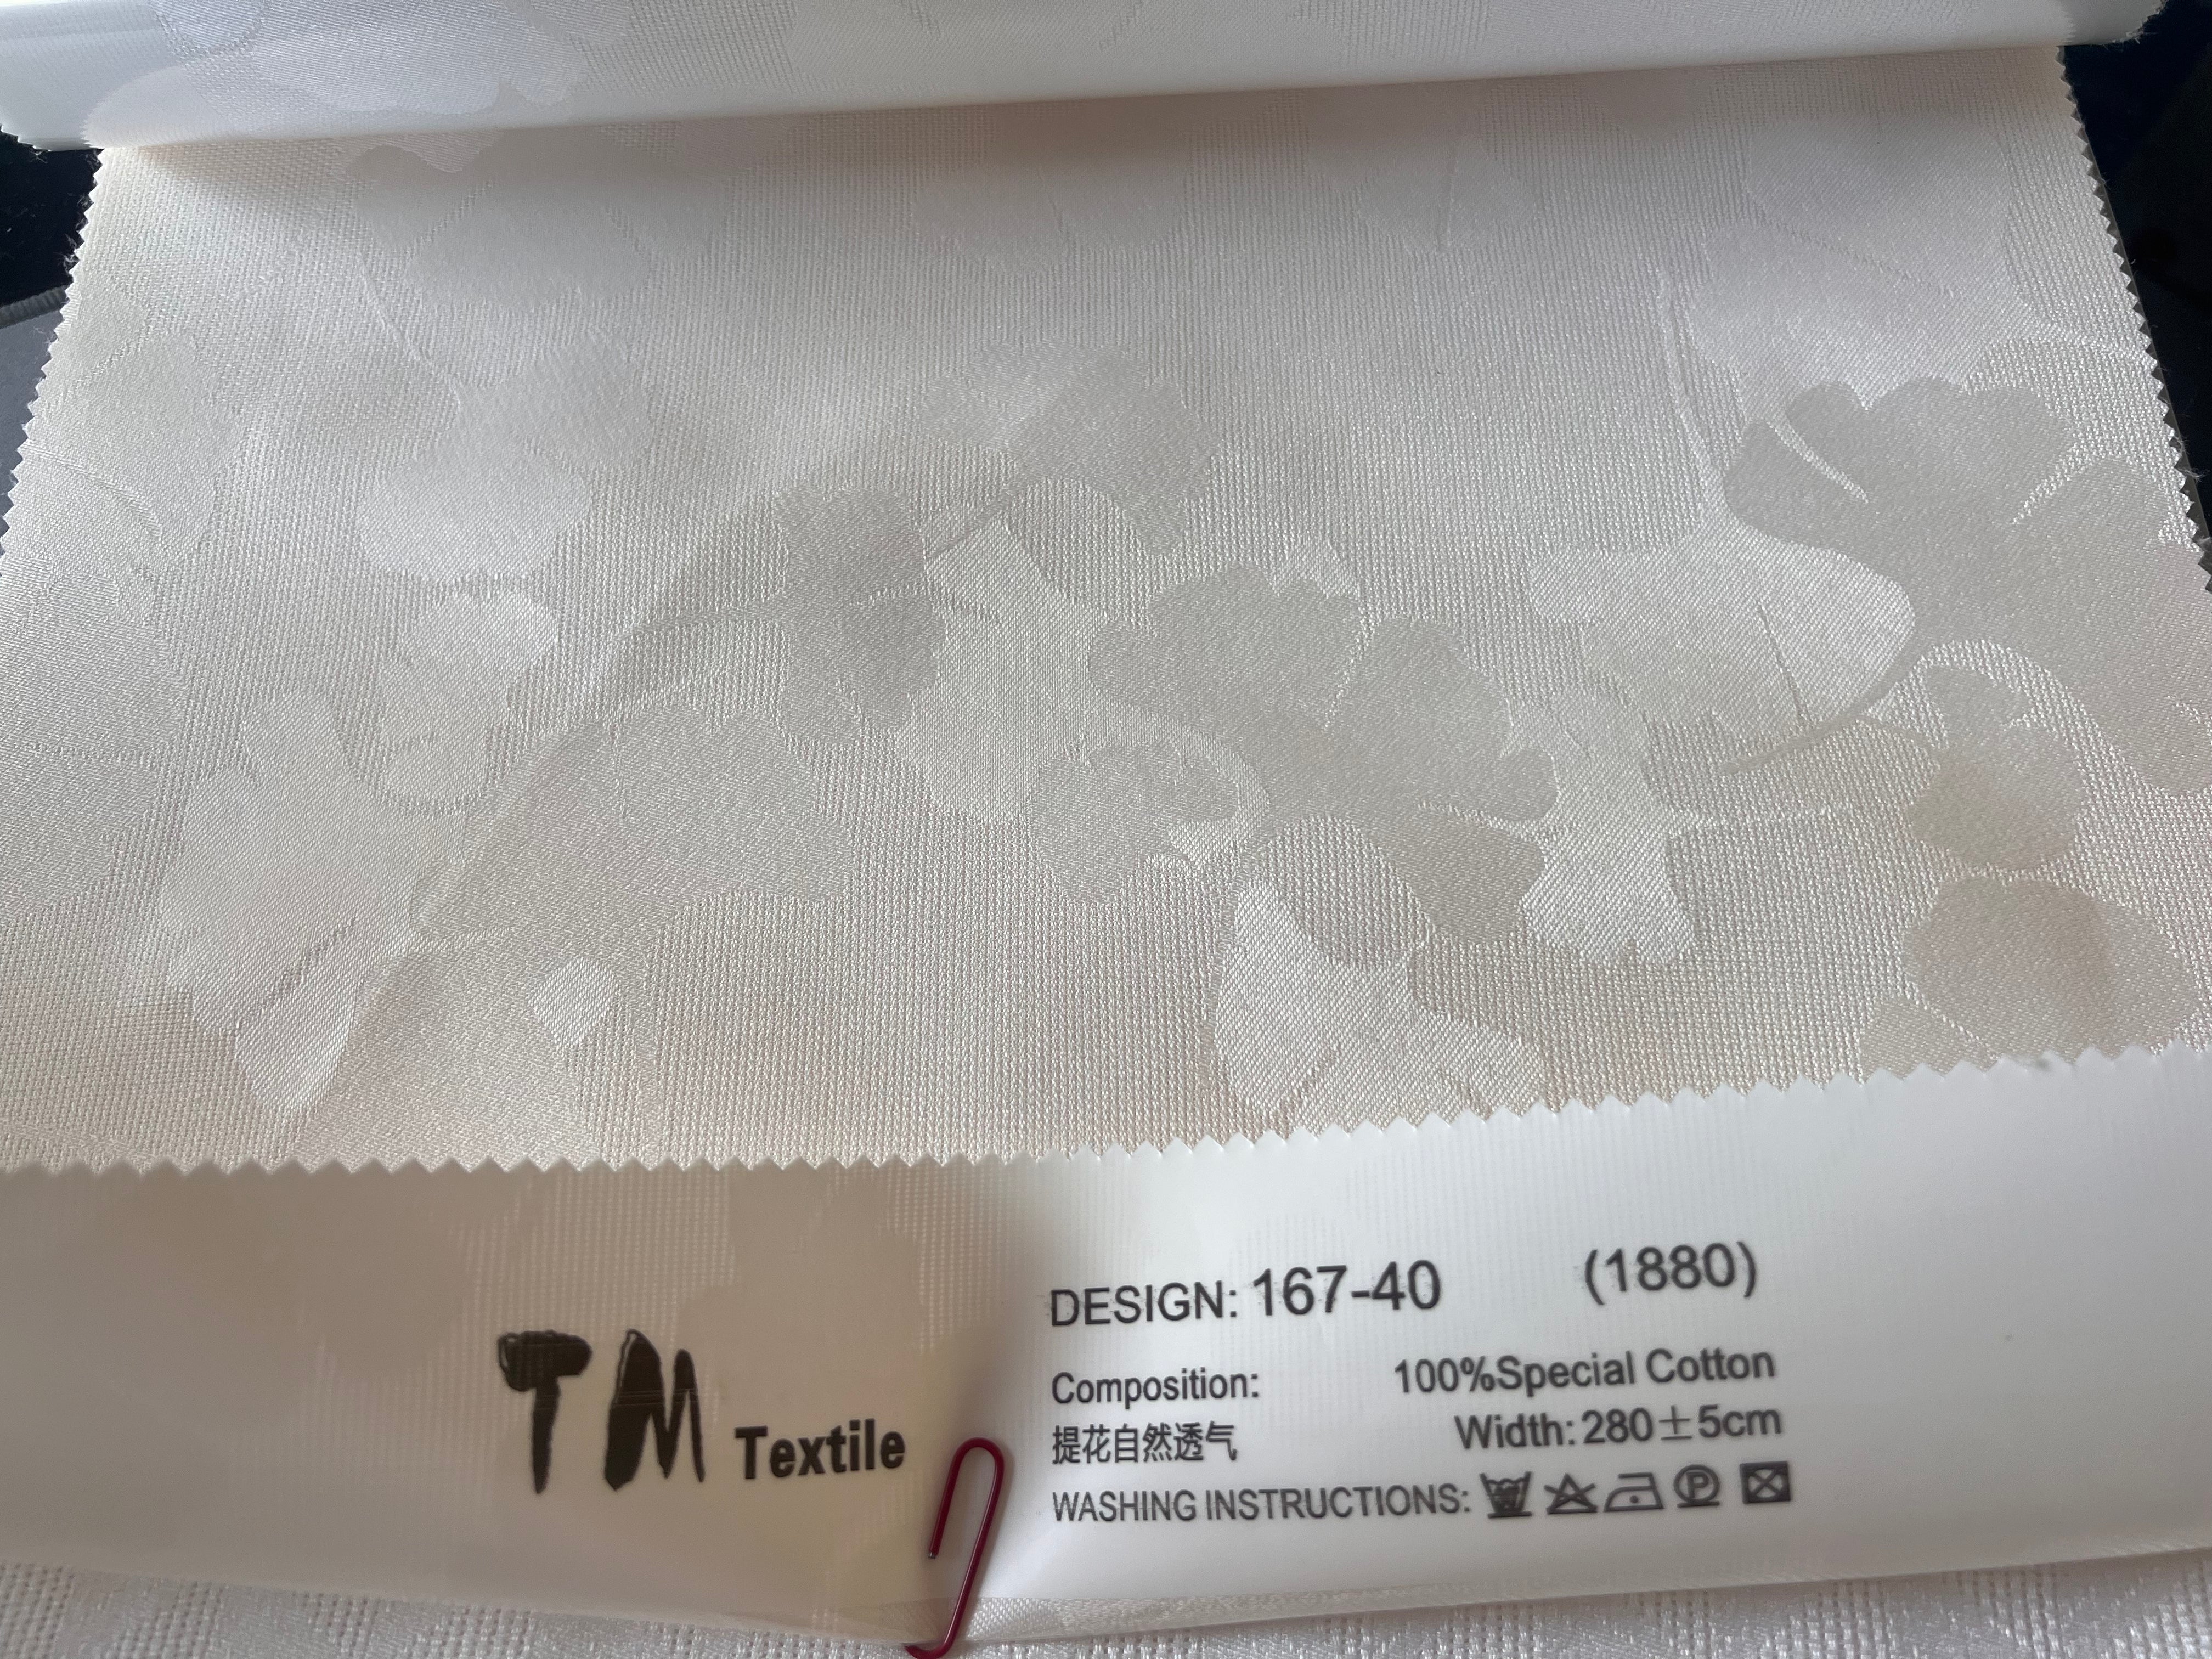 TM Textile
DESIGN: 167-40 (1880)
Composition: 100%Special Cotton
提花自然透气 Width: 280±5cm
WASHING INSTRUCTIONS: P